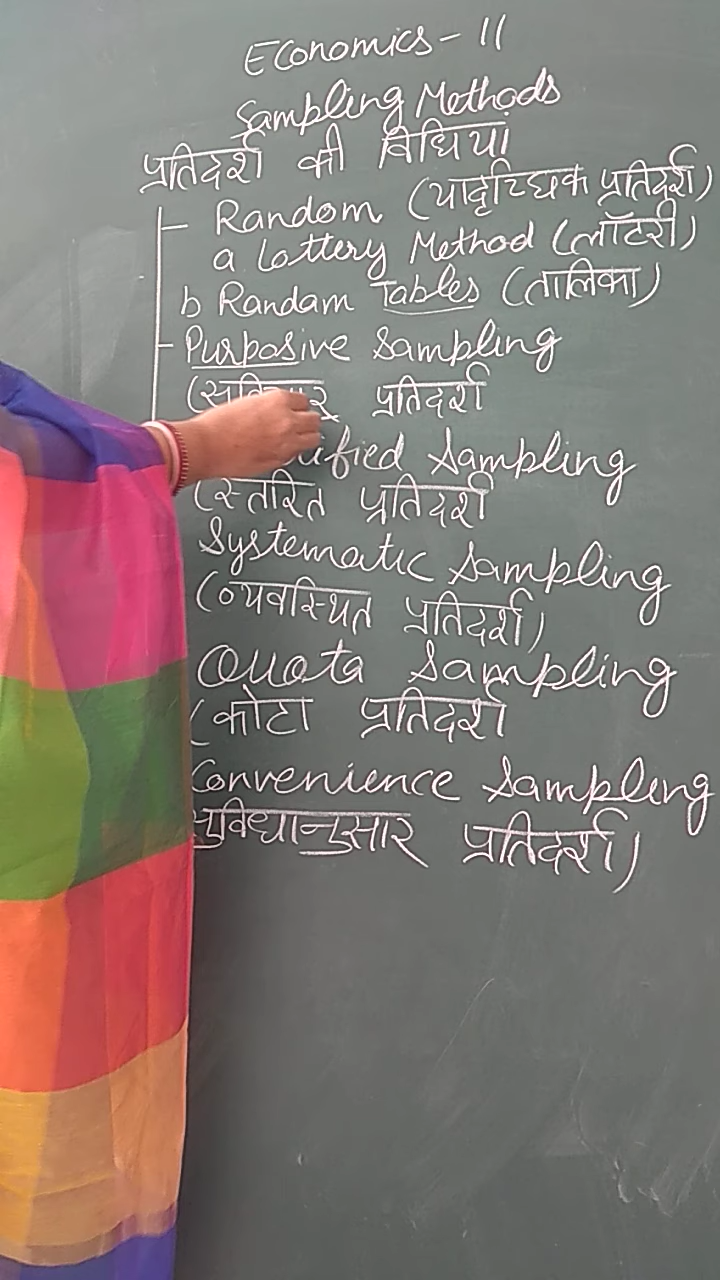 Economics - 11
Sampling Methods
प्रतिदर्श की विधियां
- Random (यादृच्छिक प्रतिदर्श)
a Lottery Method (लॉटरी)
b Randam Tables (तालिका)
- Purposive Sampling
प्रतिदर्श
Sampling
(स्तरित प्रतिदर्श
Systematic Sampling
(व्यवस्थित प्रतिदर्श)
Quota Sampling
(कोटा प्रतिदर्श
Convenience Sampling
सुविधानुसार प्रतिदर्श)